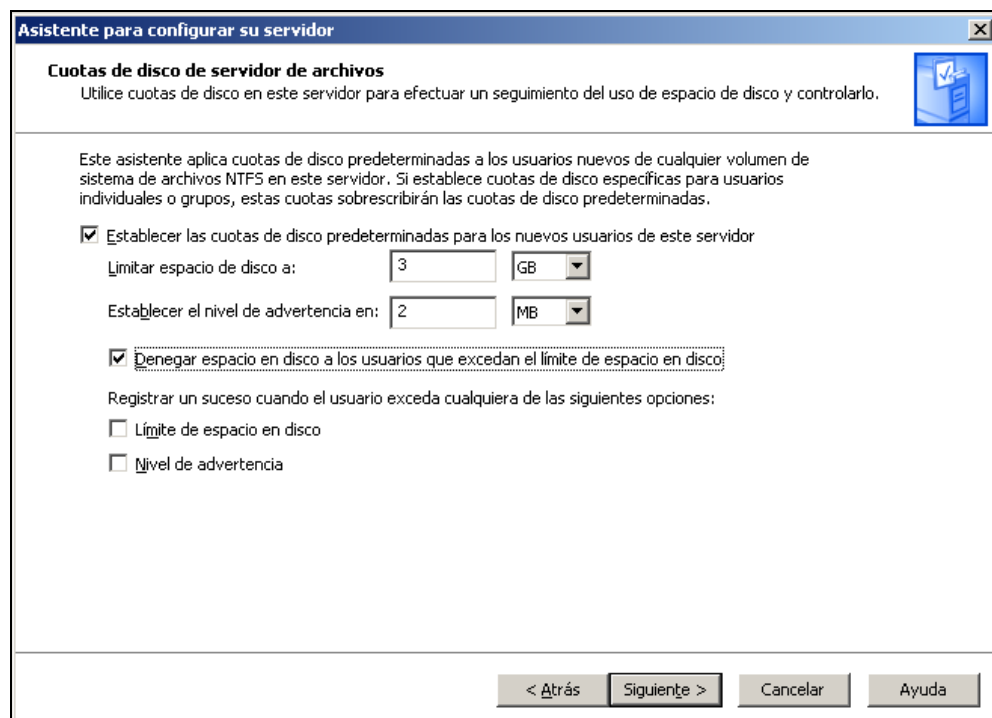 Asistente para configurar su servidor
Cuotas de disco de servidor de archivos
Utilice cuotas de disco en este servidor para efectuar un seguimiento del uso de espacio de disco y controlarlo.
Este asistente aplica cuotas de disco predeterminadas a los usuarios nuevos de cualquier volumen de
sistema de archivos NTFS en este servidor. Si establece cuotas de disco específicas para usuarios
individuales o grupos, estas cuotas sobrescribirán las cuotas de disco predeterminadas.
Establecer las cuotas de disco predeterminadas para los nuevos usuarios de este servidor
Limitar espacio de disco a: 3 GB
Establecer el nivel de advertencia en: 2 MB
Denegar espacio en disco a los usuarios que excedan el límite de espacio en disco
Registrar un suceso cuando el usuario exceda cualquiera de las siguientes opciones:
Límite de espacio en disco
Nivel de advertencia
< Atrás Siguiente > Cancelar Ayuda